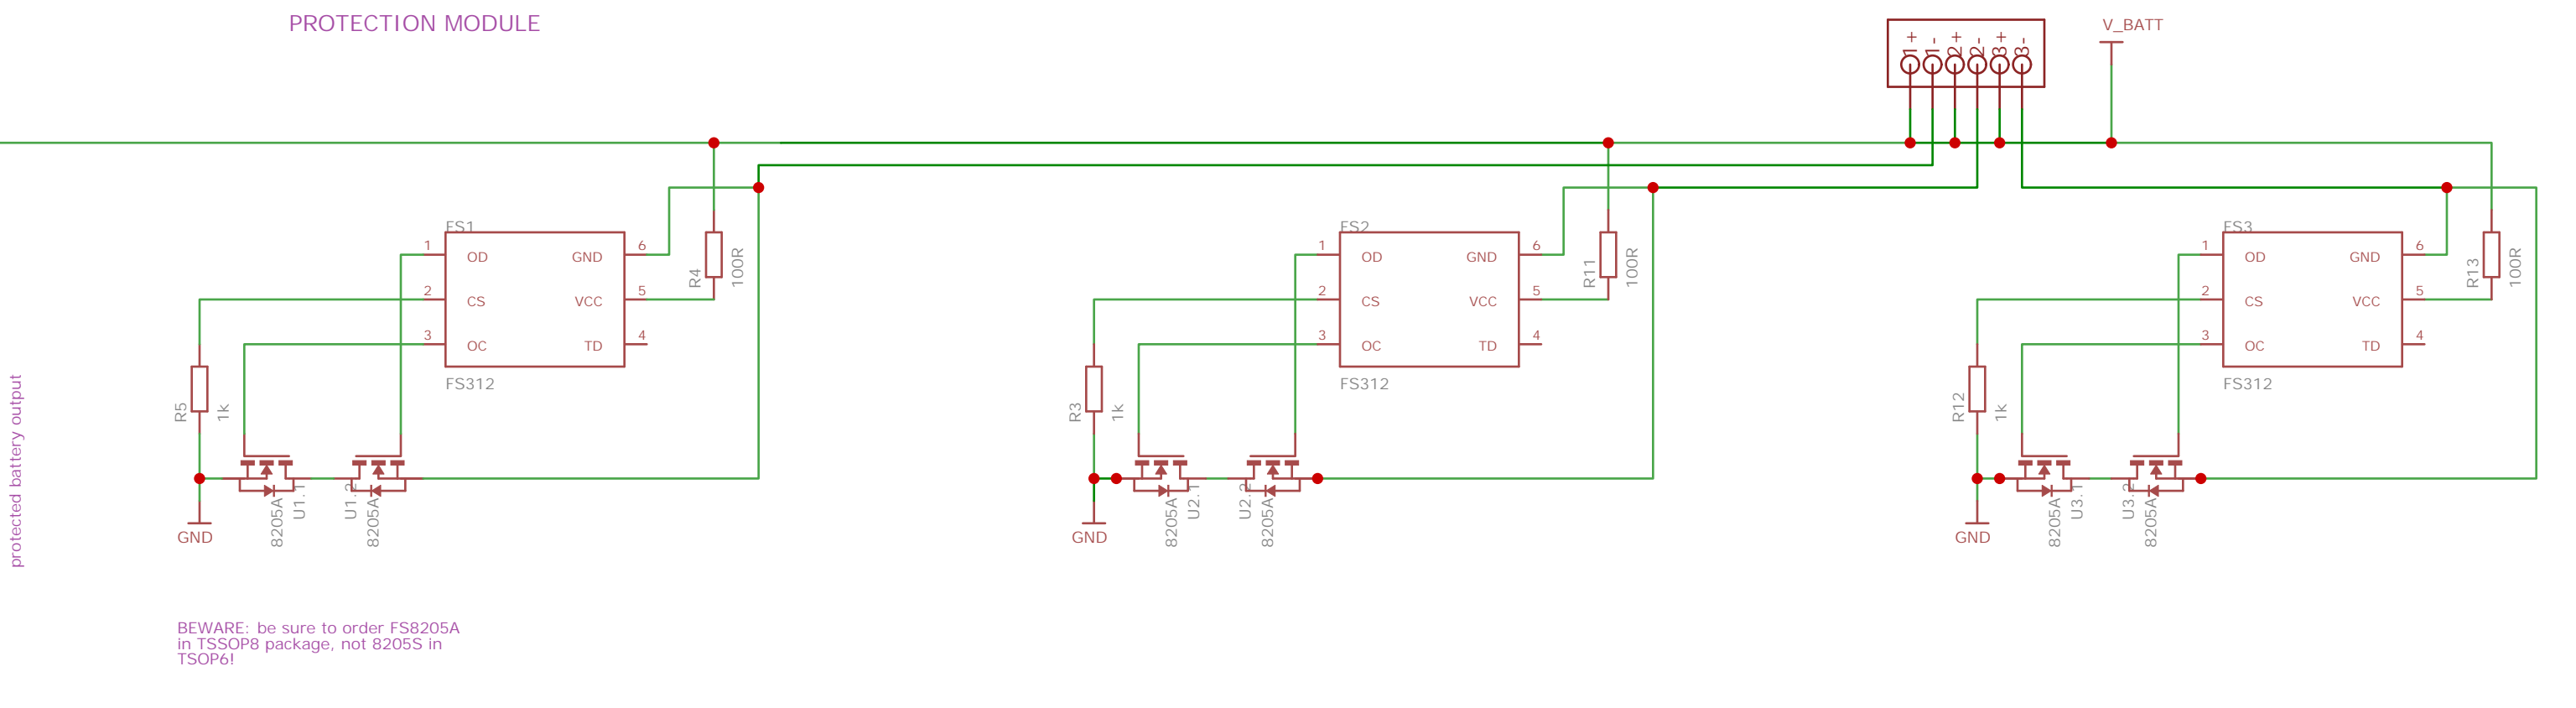 PROTECTION MODULE
V_BATT
1+
1-
2+
2-
3+
3-
protected battery output
FS1
1 OD GND 6
2 CS VCC 5
3 OC TD 4
FS312
R4
100R
R5
1k
8205A
U1.1
U1.2
8205A
GND
FS2
1 OD GND 6
2 CS VCC 5
3 OC TD 4
FS312
R11
100R
R3
1k
8205A
U2.1
U2.2
8205A
GND
FS3
1 OD GND 6
2 CS VCC 5
3 OC TD 4
FS312
R13
100R
R12
1k
8205A
U3.1
U3.2
8205A
GND
BEWARE: be sure to order FS8205A
in TSSOP8 package, not 8205S in
TSOP6!